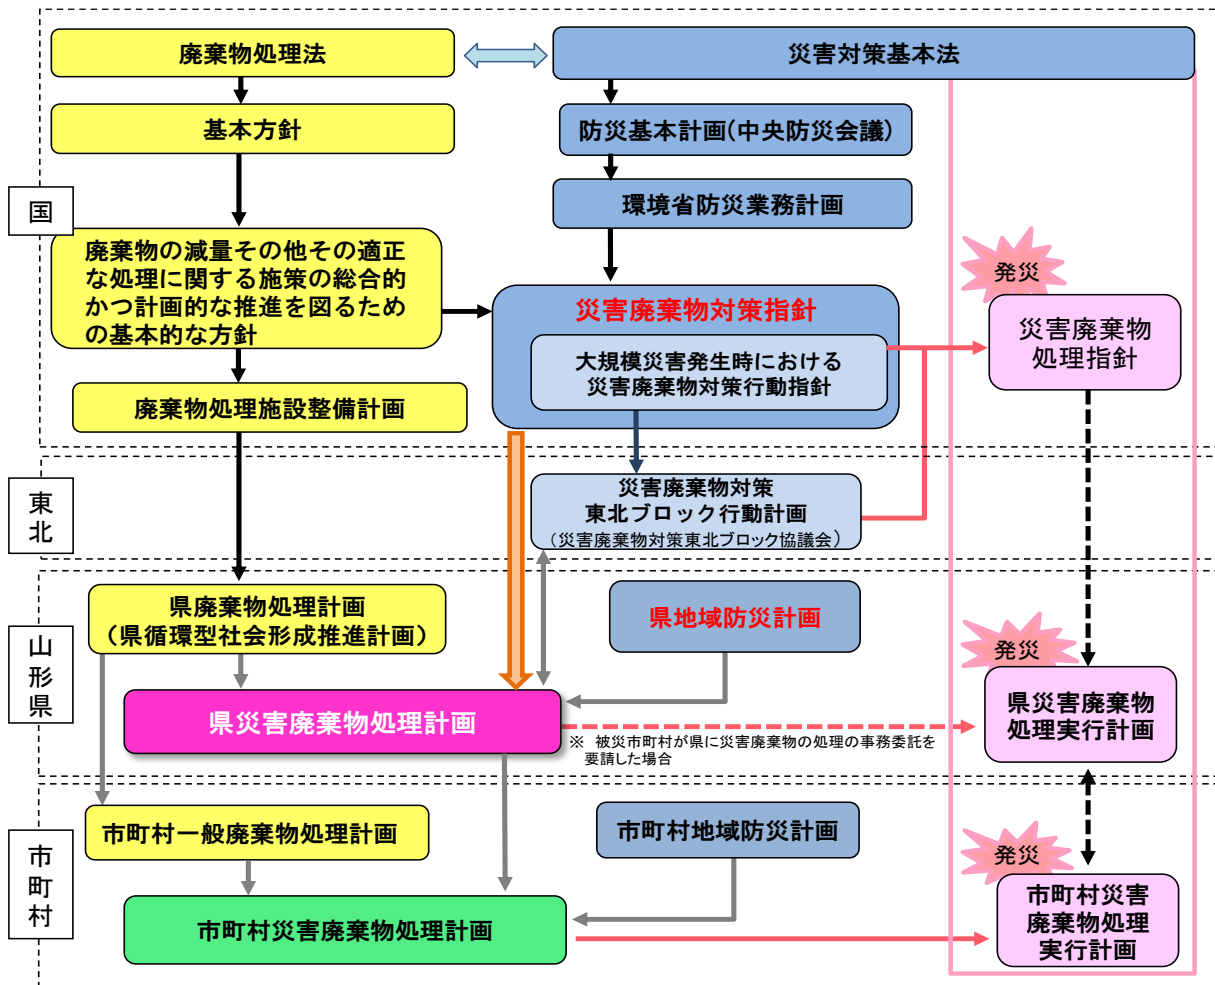 廃棄物処理法
災害対策基本法
基本方針
防災基本計画(中央防災会議)
環境省防災業務計画
国
廃棄物の減量その他その適正
な処理に関する施策の総合的
かつ計画的な推進を図るため
の基本的な方針
災害廃棄物対策指針
大規模災害発生時における
災害廃棄物対策行動指針
発災
災害廃棄物
処理指針
廃棄物処理施設整備計画
東北
災害廃棄物対策
東北ブロック行動計画
(災害廃棄物対策東北ブロック協議会)
山形県
県廃棄物処理計画
(県循環型社会形成推進計画)
県地域防災計画
県災害廃棄物処理計画
※ 被災市町村が県に災害廃棄物の処理の事務委託を
要請した場合
発災
県災害廃棄物
処理実行計画
市町村
市町村一般廃棄物処理計画
市町村地域防災計画
市町村災害廃棄物処理計画
発災
市町村災害
廃棄物処理
実行計画